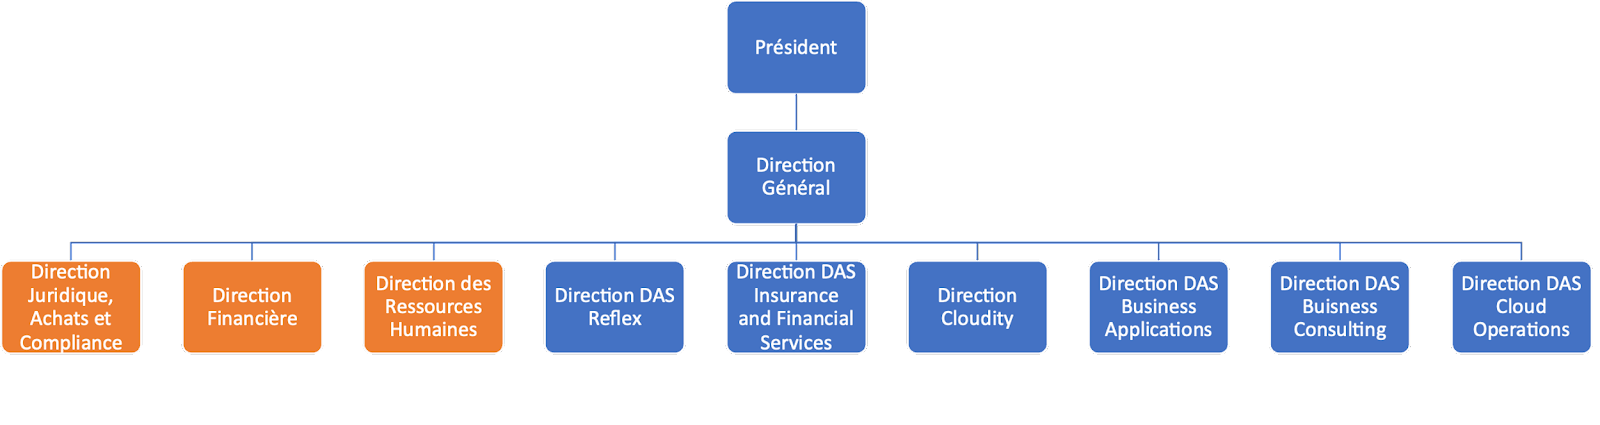 Président
Direction
Général
Direction
Juridique,
Achats et
Compliance
Direction
Financière
Direction des
Ressources
Humaines
Direction DAS
Reflex
Direction DAS
Insurance
and Financial
Services
Direction
Cloudity
Direction DAS
Business
Applications
Direction DAS
Buisness
Consulting
Direction DAS
Cloud
Operations